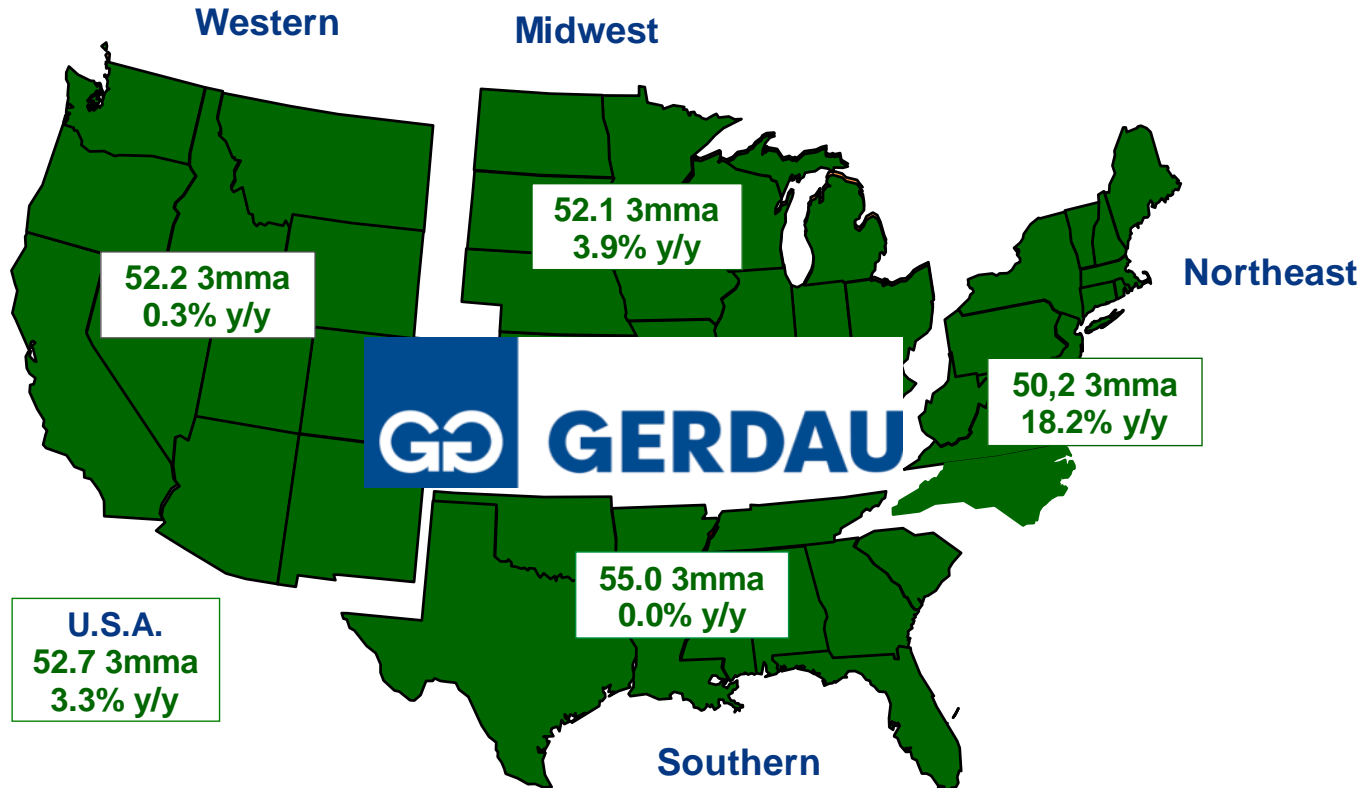 Western
Midwest
52.1 3mma
3.9% y/y
52.2 3mma
0.3% y/y
Northeast
50,2 3mma
18.2% y/y
GERDAU
55.0 3mma
0.0% y/y
U.S.A.
52.7 3mma
3.3% y/y
Southern